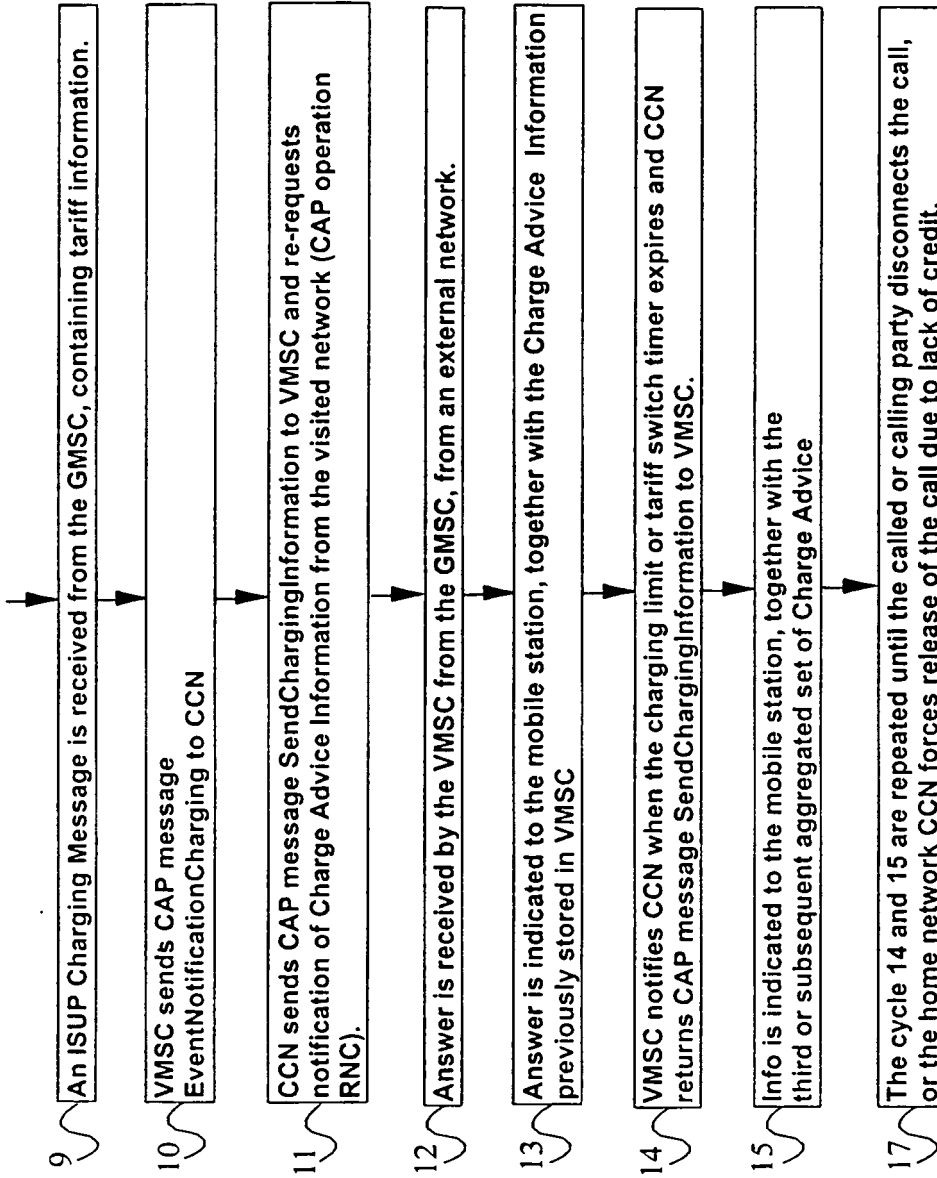 9
An ISUP Charging Message is received from the GMSC, containing tariff information.
10
VMSC sends CAP message
EventNotificationCharging to CCN
11
CCN sends CAP message SendChargingInformation to VMSC and re-requests
notification of Charge Advice Information from the visited network (CAP operation
RNC).
12
Answer is received by the VMSC from the GMSC, from an external network.
13
Answer is indicated to the mobile station, together with the Charge Advice Information
previously stored in VMSC
14
VMSC notifies CCN when the charging limit or tariff switch timer expires and CCN
returns CAP message SendChargingInformation to VMSC.
15
Info is indicated to the mobile station, together with the
third or subsequent aggregated set of Charge Advice
17
The cycle 14 and 15 are repeated until the called or calling party disconnects the call,
or the home network CCN forces release of the call due to lack of credit.